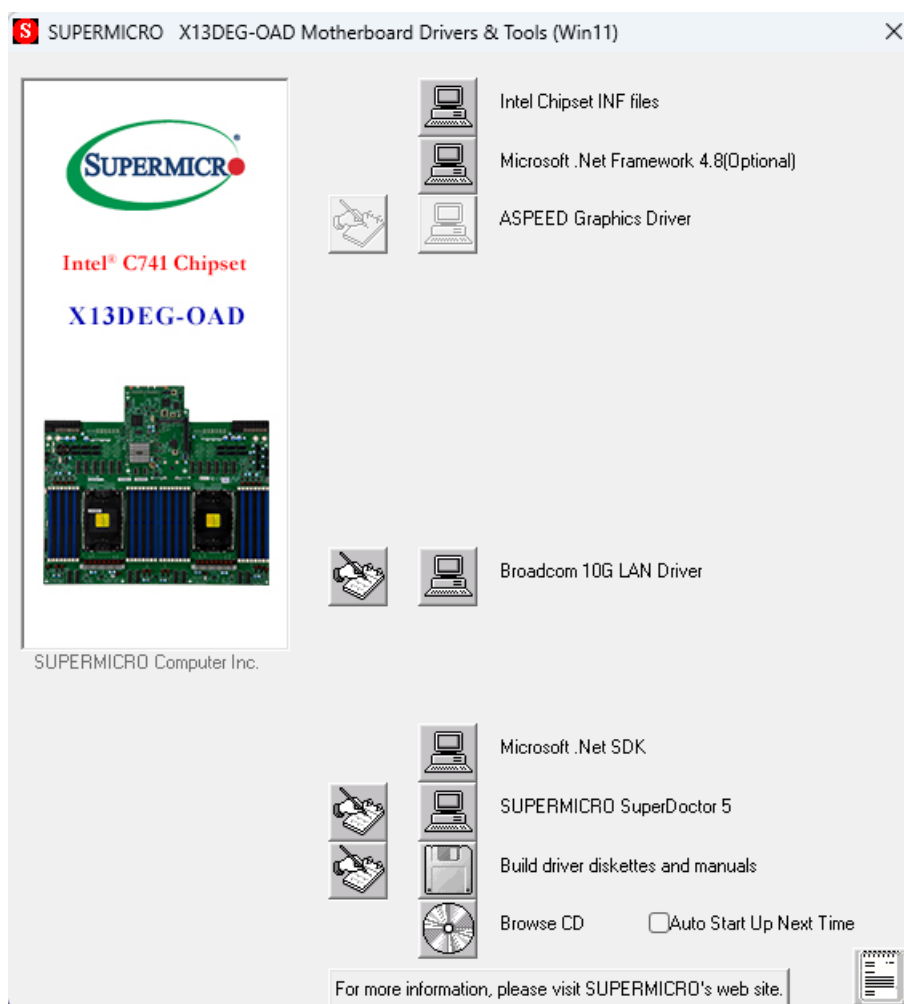 SUPERMICRO X13DEG-OAD Motherboard Drivers & Tools (Win11)
SUPERMICRO
Intel® C741 Chipset
X13DEG-OAD
SUPERMICRO Computer Inc.
Intel Chipset INF files
Microsoft .Net Framework 4.8(Optional)
ASPEED Graphics Driver
Broadcom 10G LAN Driver
Microsoft .Net SDK
SUPERMICRO SuperDoctor 5
Build driver diskettes and manuals
Browse CD
Auto Start Up Next Time
For more information, please visit SUPERMICRO's web site.